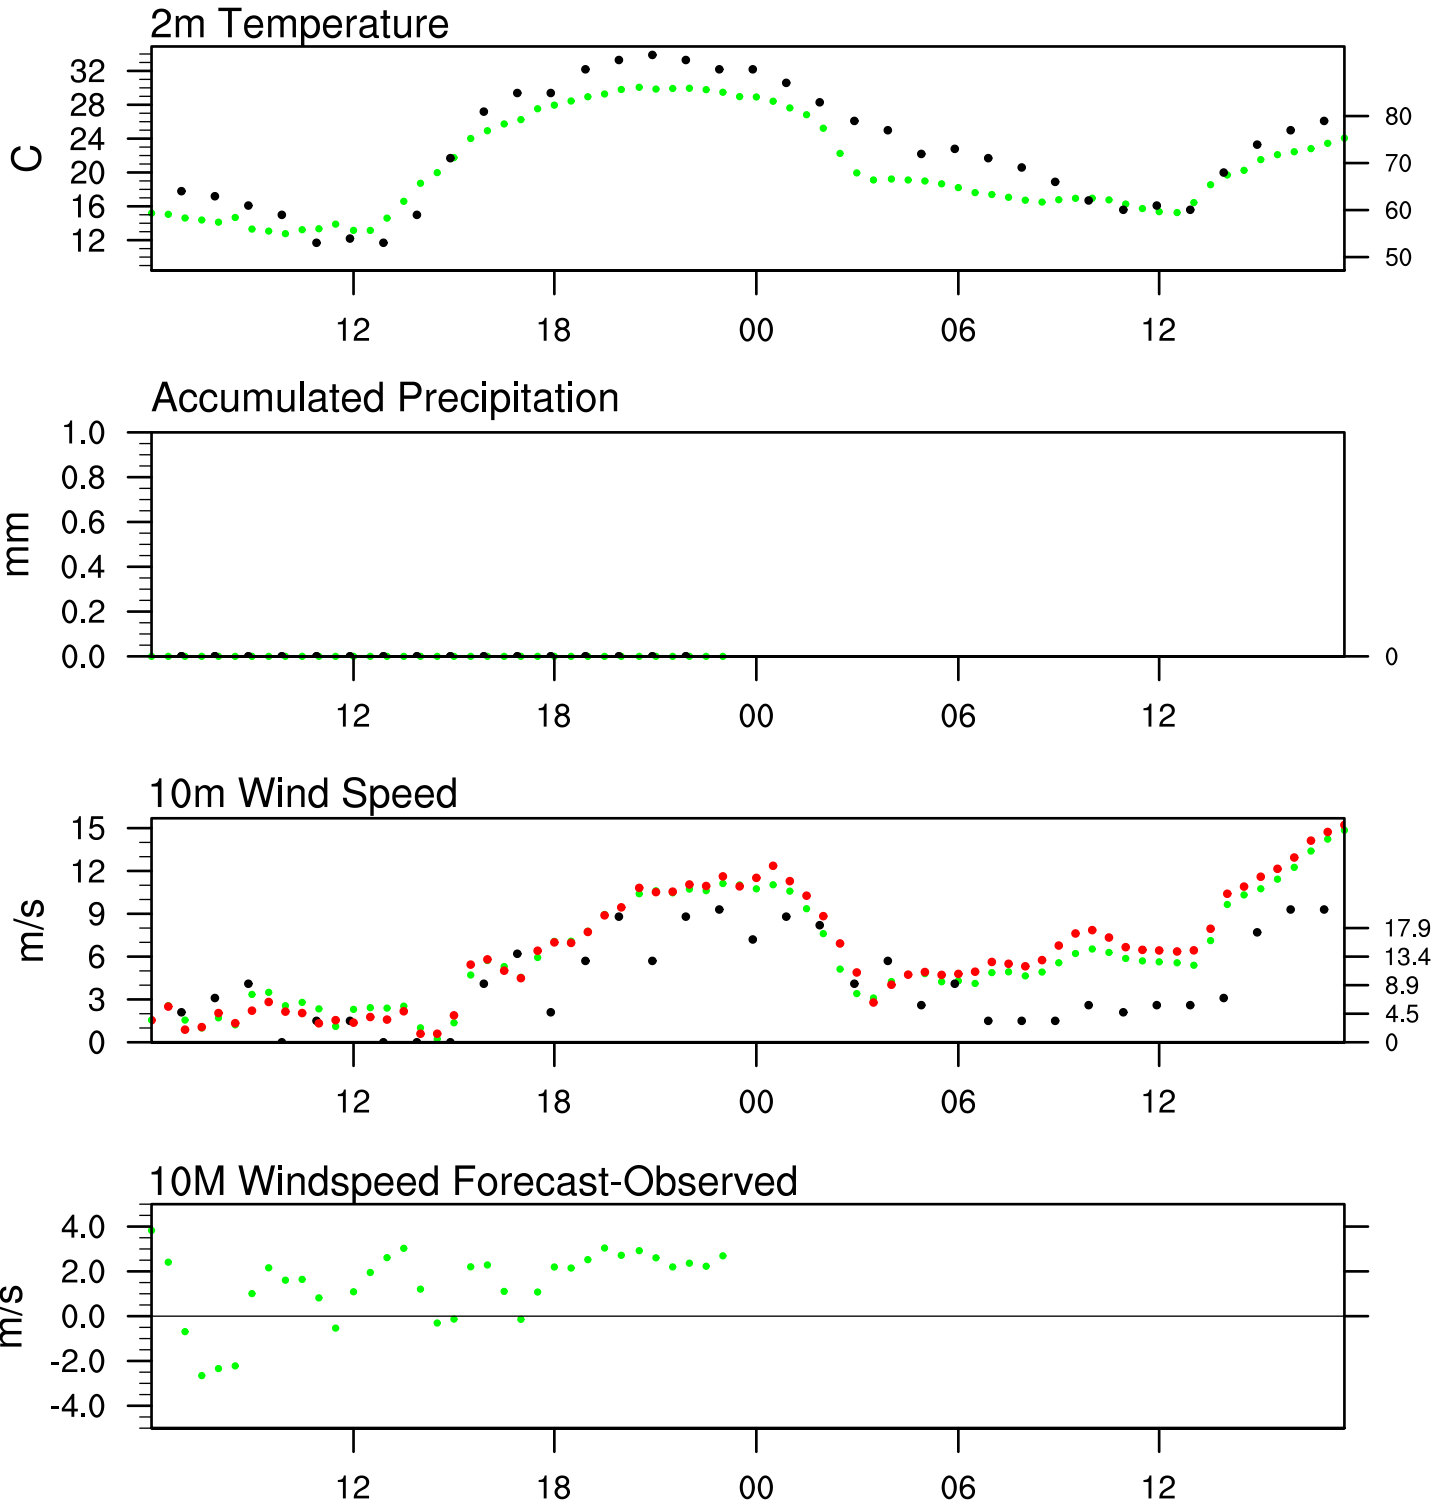 2m Temperature
32
28
24
20
16
12
C
80
70
60
50
12 18 00 06 12
Accumulated Precipitation
1.0
0.8
0.6
0.4
0.2
0.0
mm
0
12 18 00 06 12
10m Wind Speed
15
12
9
6
3
0
m/s
17.9
13.4
8.9
4.5
0
12 18 00 06 12
10M Windspeed Forecast-Observed
4.0
2.0
0.0
-2.0
-4.0
m/s
12 18 00 06 12